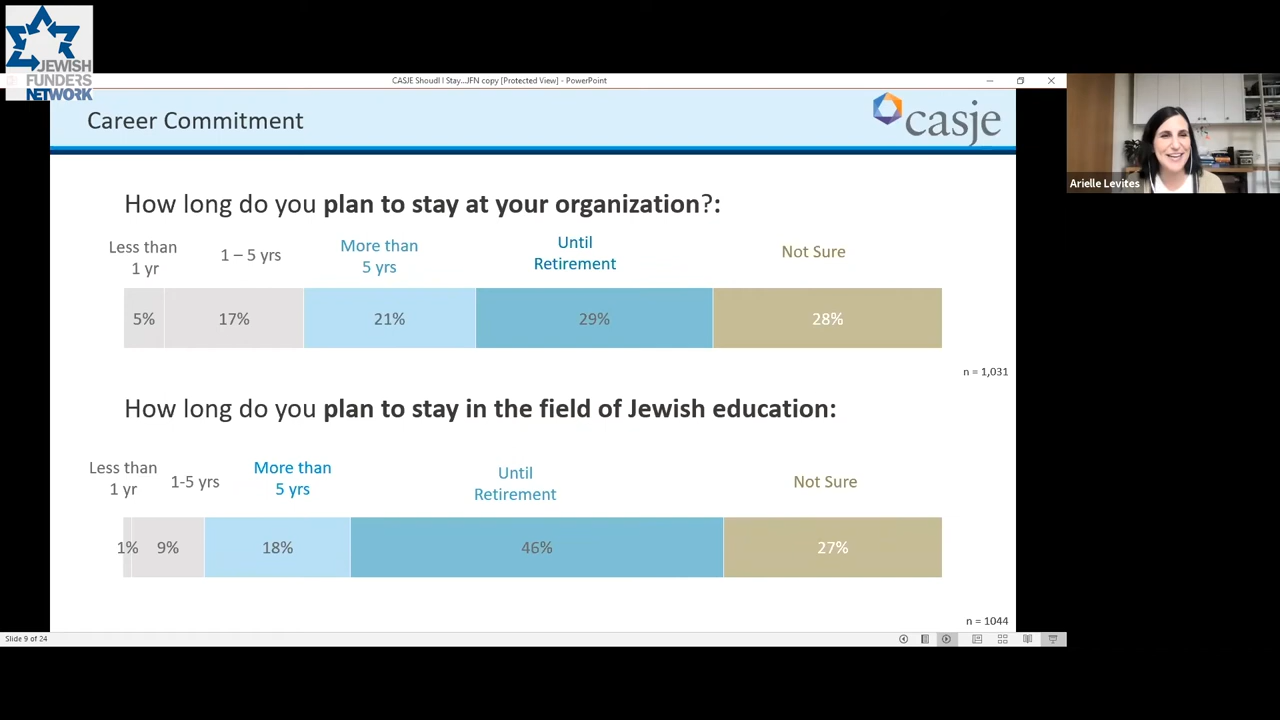 JEWISH
FUNDERS
NETWORK
CASJE Shoudl I Stay...JFN copy [Protected View] - PowerPoint
Career Commitment
casje
Arielle Levites
How long do you plan to stay at your organization?:
Less than
1 yr
1 – 5 yrs
More than
5 yrs
Until
Retirement
Not Sure
5%
17%
21%
29%
28%
n = 1,031
How long do you plan to stay in the field of Jewish education:
Less than
1 yr
1-5 yrs
More than
5 yrs
Until
Retirement
Not Sure
1%
9%
18%
46%
27%
n = 1044
Slide 9 of 24